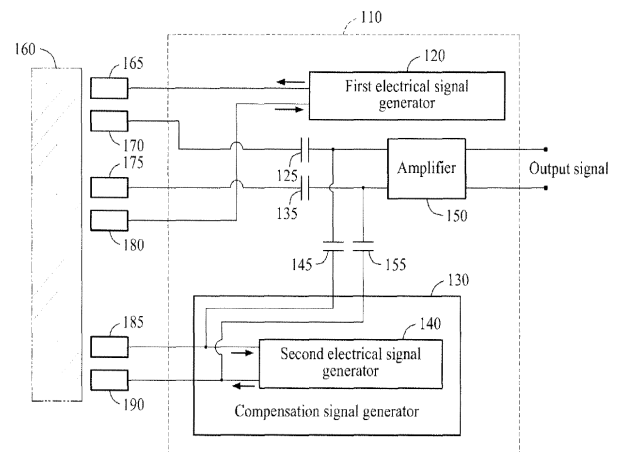 110
160
165
120
First electrical signal
generator
170
175
125
Amplifier
Output signal
135
150
180
145
155
130
185
140
Second electrical signal
generator
190
Compensation signal generator